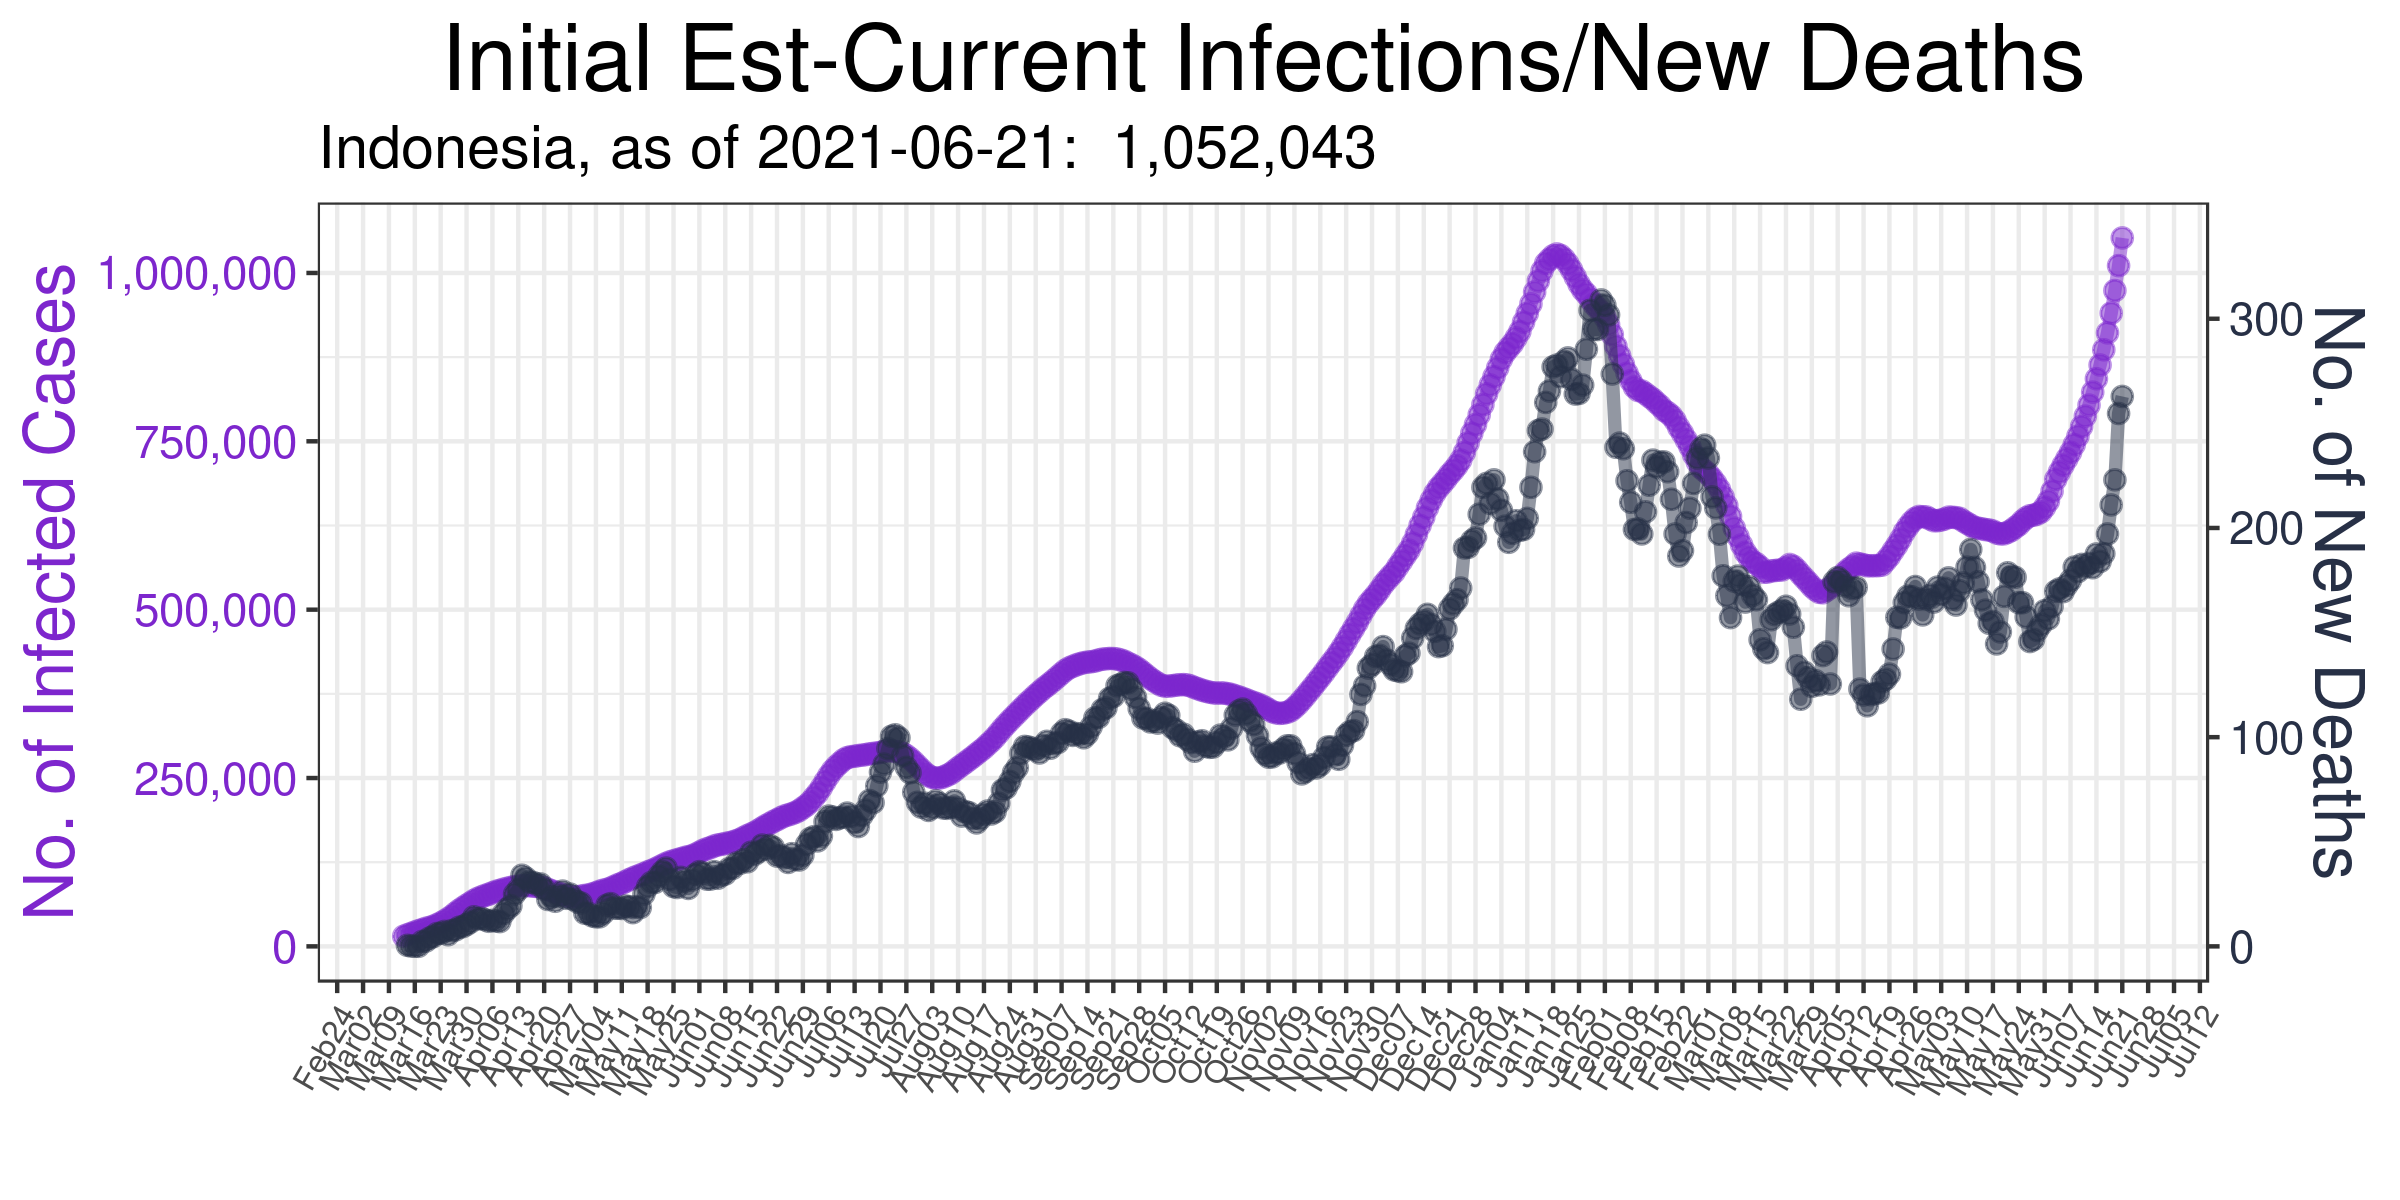 Initial Est-Current Infections/New Deaths
Indonesia, as of 2021-06-21:  1,052,043
No. of Infected Cases
1,000,000
750,000
500,000
250,000
0
300
200
100
0
No. of New Deaths
Feb24
Mar02
Mar09
Mar16
Mar23
Mar30
Apr06
Apr13
Apr20
Apr27
May04
May11
May18
May25
Jun01
Jun08
Jun15
Jun22
Jun29
Jul06
Jul13
Jul20
Jul27
Aug03
Aug10
Aug17
Aug24
Aug31
Sep07
Sep14
Sep21
Sep28
Oct05
Oct12
Oct19
Oct26
Nov02
Nov09
Nov16
Nov23
Nov30
Dec07
Dec14
Dec21
Dec28
Jan04
Jan11
Jan18
Jan25
Feb01
Feb08
Feb15
Feb22
Mar01
Mar08
Mar15
Mar22
Mar29
Apr05
Apr12
Apr19
Apr26
May03
May10
May17
May24
May31
Jun07
Jun14
Jun21
Jun28
Jul05
Jul12